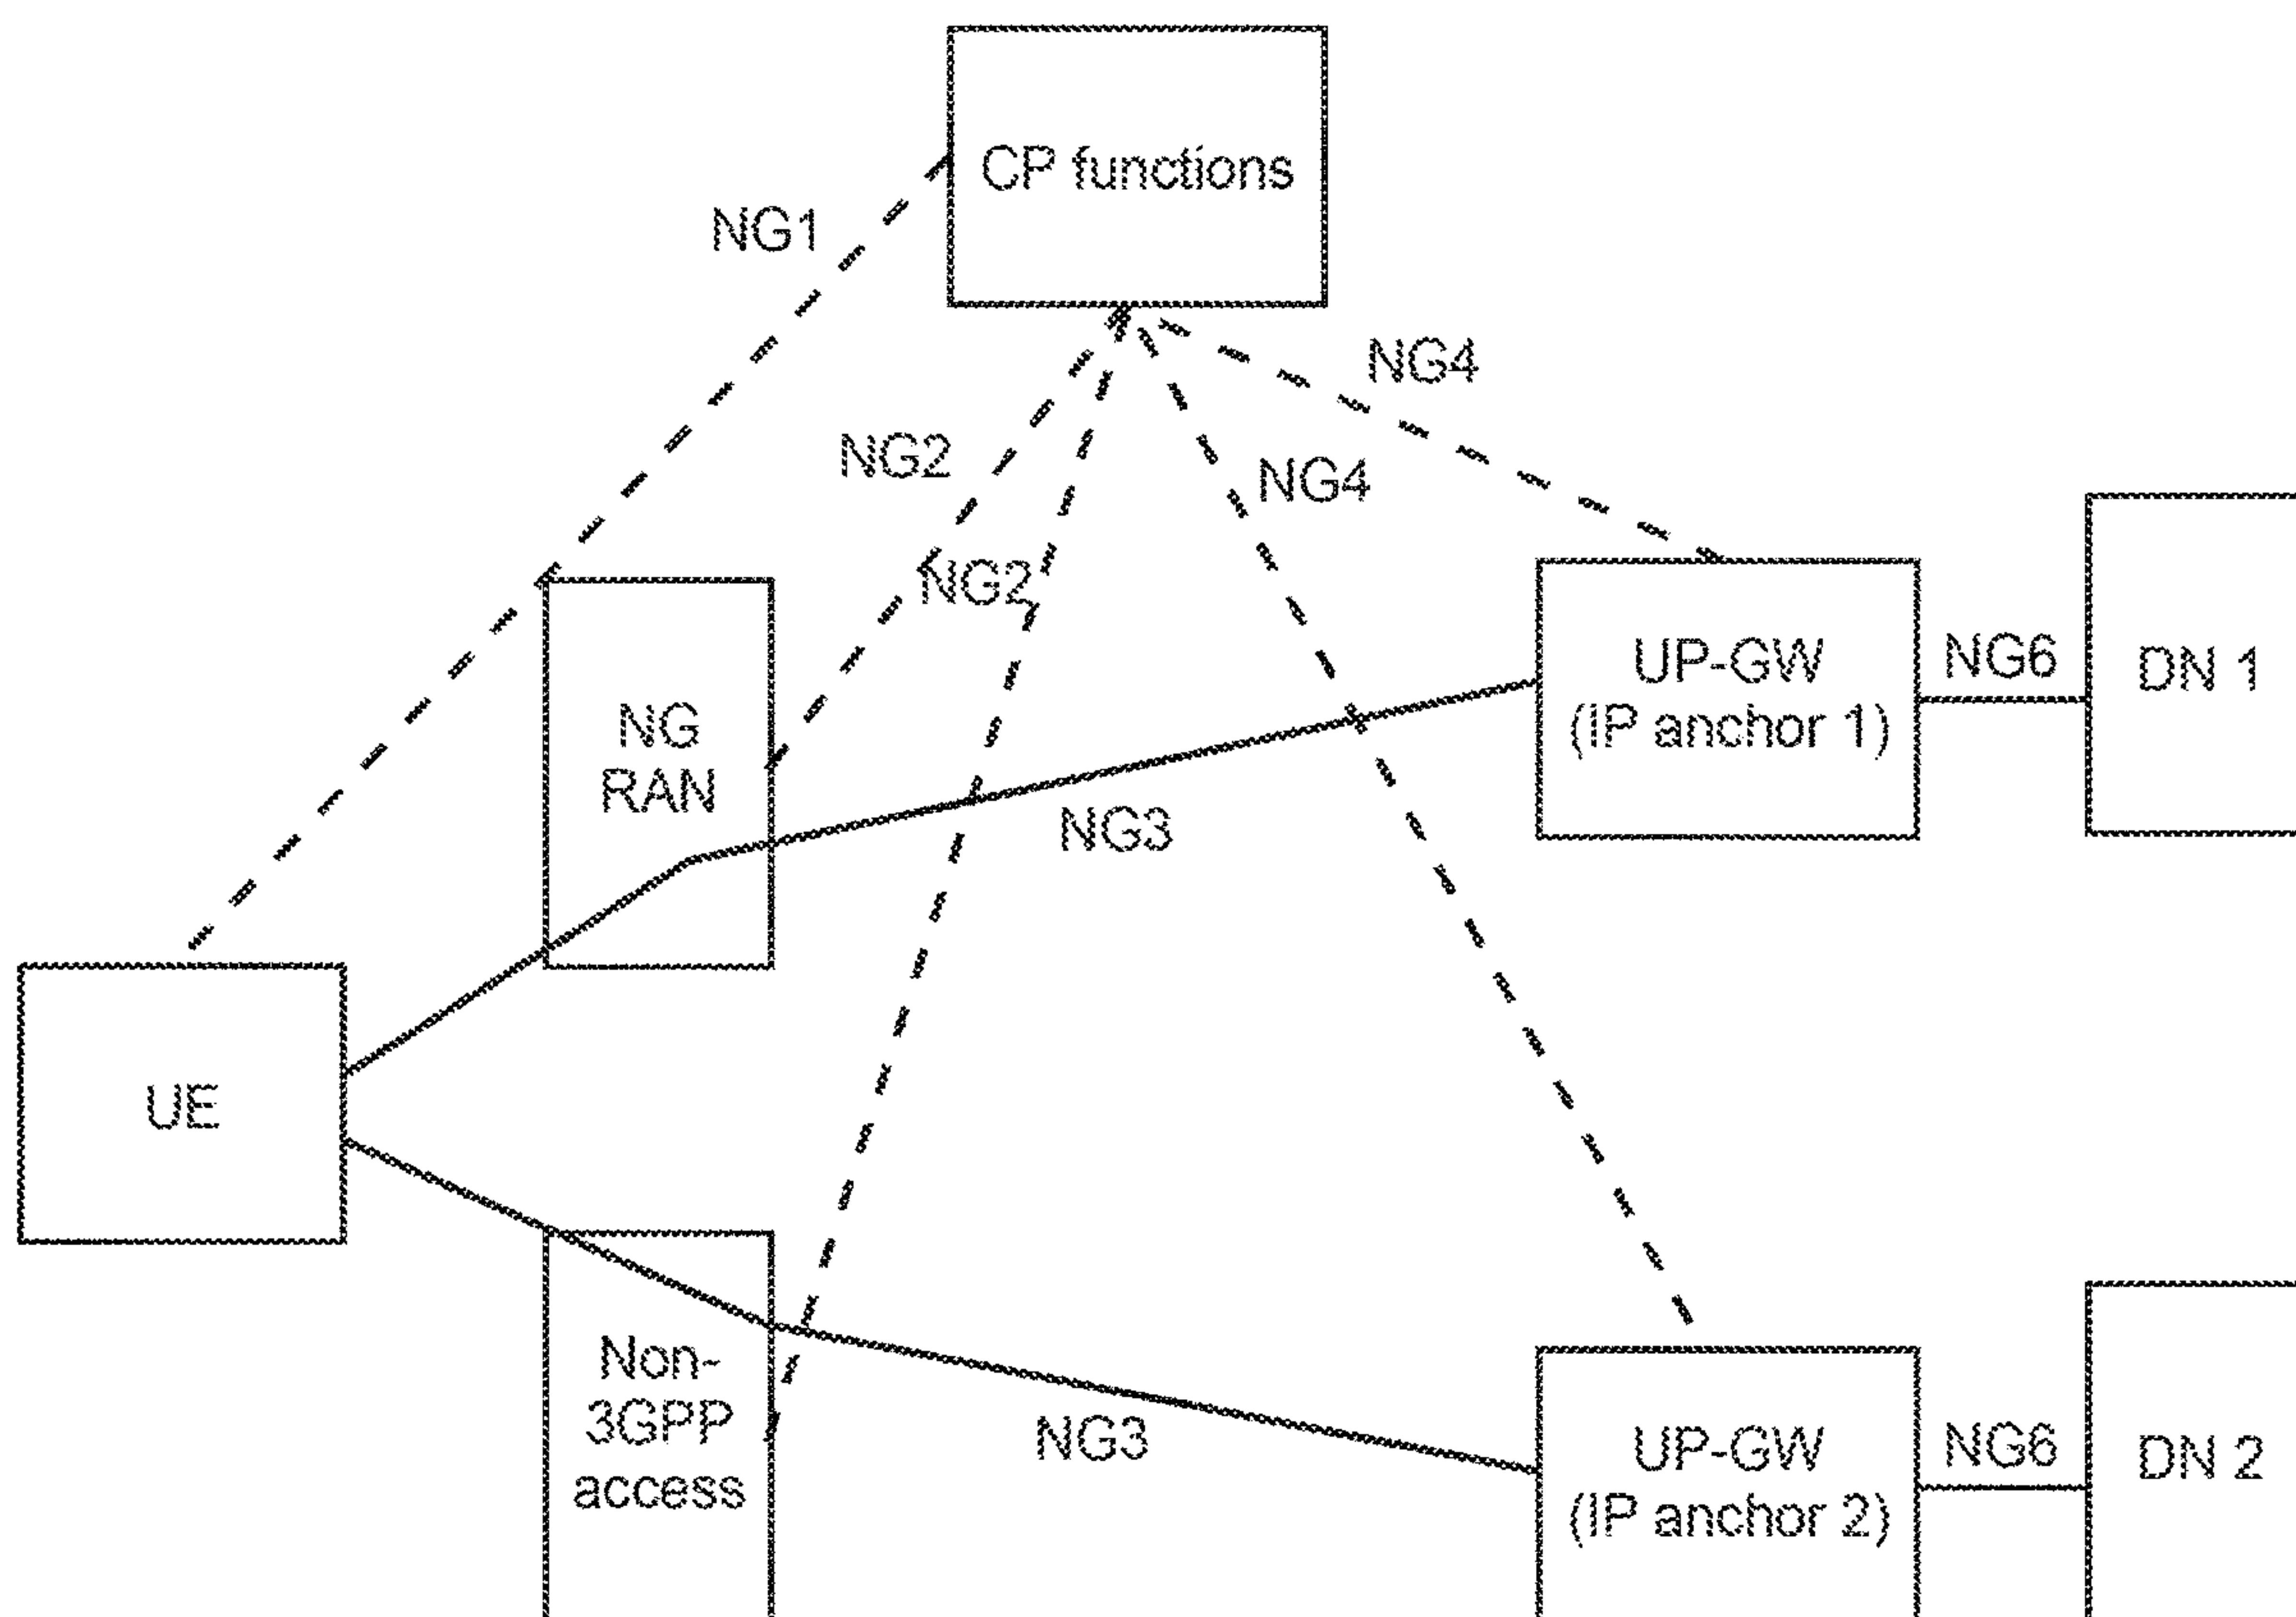 CP functions
NG1
NG4
NG2
NG4
NG2
UP-GW
(IP anchor 1)
NG6
DN 1
NG
RAN
NG3
UE
Non-
3GPP
access
NG3
UP-GW
(IP anchor 2)
NG6
DN 2